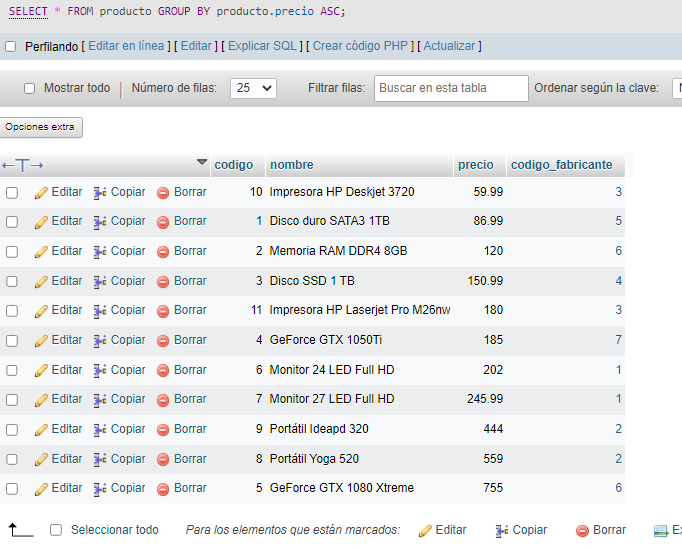 SELECT * FROM producto GROUP BY producto.precio ASC;
Perfilando [ Editar en línea ] [ Editar ] [ Explicar SQL ] [ Crear código PHP ] [ Actualizar ]
Mostrar todo Número de filas: 25 Filtrar filas: Buscar en esta tabla Ordenar según la clave:
Opciones extra
←T→ codigo nombre precio codigo_fabricante
Editar Copiar Borrar 10 Impresora HP Deskjet 3720 59.99 3
Editar Copiar Borrar 1 Disco duro SATA3 1TB 86.99 5
Editar Copiar Borrar 2 Memoria RAM DDR4 8GB 120 6
Editar Copiar Borrar 3 Disco SSD 1 TB 150.99 4
Editar Copiar Borrar 11 Impresora HP Laserjet Pro M26nw 180 3
Editar Copiar Borrar 4 GeForce GTX 1050Ti 185 7
Editar Copiar Borrar 6 Monitor 24 LED Full HD 202 1
Editar Copiar Borrar 7 Monitor 27 LED Full HD 245.99 1
Editar Copiar Borrar 9 Portátil Ideapd 320 444 2
Editar Copiar Borrar 8 Portátil Yoga 520 559 2
Editar Copiar Borrar 5 GeForce GTX 1080 Xtreme 755 6
Seleccionar todo Para los elementos que están marcados: Editar Copiar Borrar